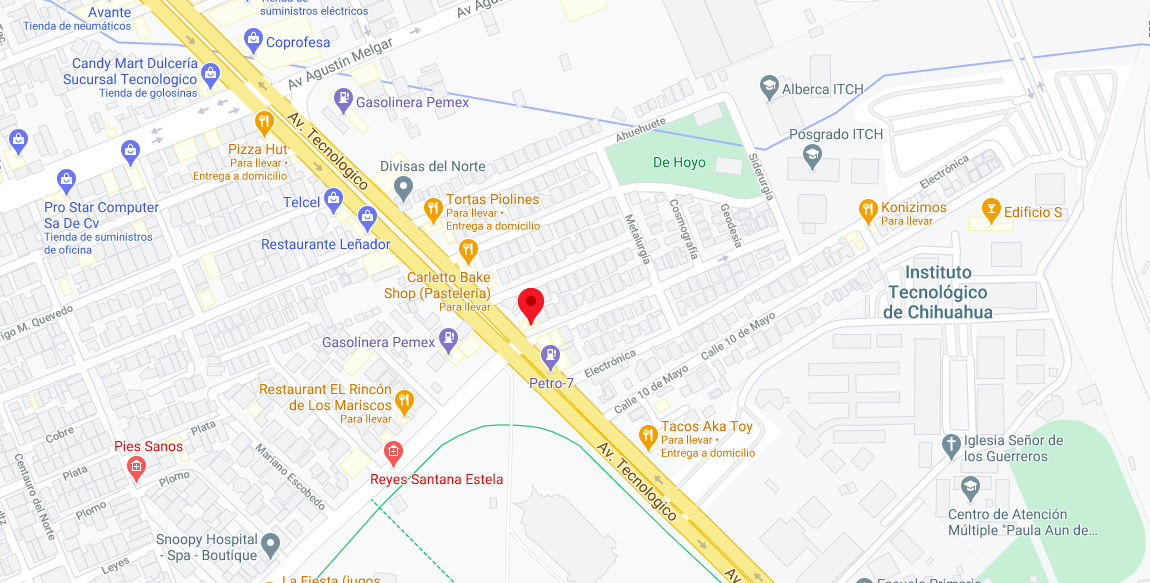 Avante
Tienda de neumáticos
Tienda de
suministros eléctricos
Av Agu
Coprofesa
Candy Mart Dulcería
Sucursal Tecnologico
Tienda de golosinas
Av Agustín Melgar
Gasolinera Pemex
Alberca ITCH
Av. Tecnologico
Ahuehuete
Posgrado ITCH
Pizza Hut
Para llevar •
Entrega a domicilio
Divisas del Norte
De Hoyo
Siderurgia
Electrónica
Pro Star Computer
Sa De Cv
Tienda de suministros
de oficina
Telcel
Tortas Piolines
Para llevar •
Entrega a domicilio
Restaurante Leñador
Metalurgia
Cosmografía
Geodesia
Konizimos
Para llevar
Edificio S
Carletto Bake
Shop (Pastelería)
Para llevar
Instituto
Tecnológico
de Chihuahua
rigo M. Quevedo
Gasolinera Pemex
Petro-7
Electrónica
Calle 10 de Mayo
Calle 10 de Mayo
Restaurant EL Rincón
de Los Mariscos
Para llevar
Tacos Aka Toy
Para llevar •
Entrega a domicilio
Cobre
Plata
Pies Sanos
Plata
Plomo
Plomo
Mariano Escobedo
Centauro del Norte
Reyes Santana Estela
Av. Tecnologico
Iglesia Señor de
los Guerreros
Centro de Atención
Múltiple "Paula Aun de...
Snoopy Hospital
- Spa - Boutique
Leyes
La Fiesta (jugos
Av
Escuela Primaria